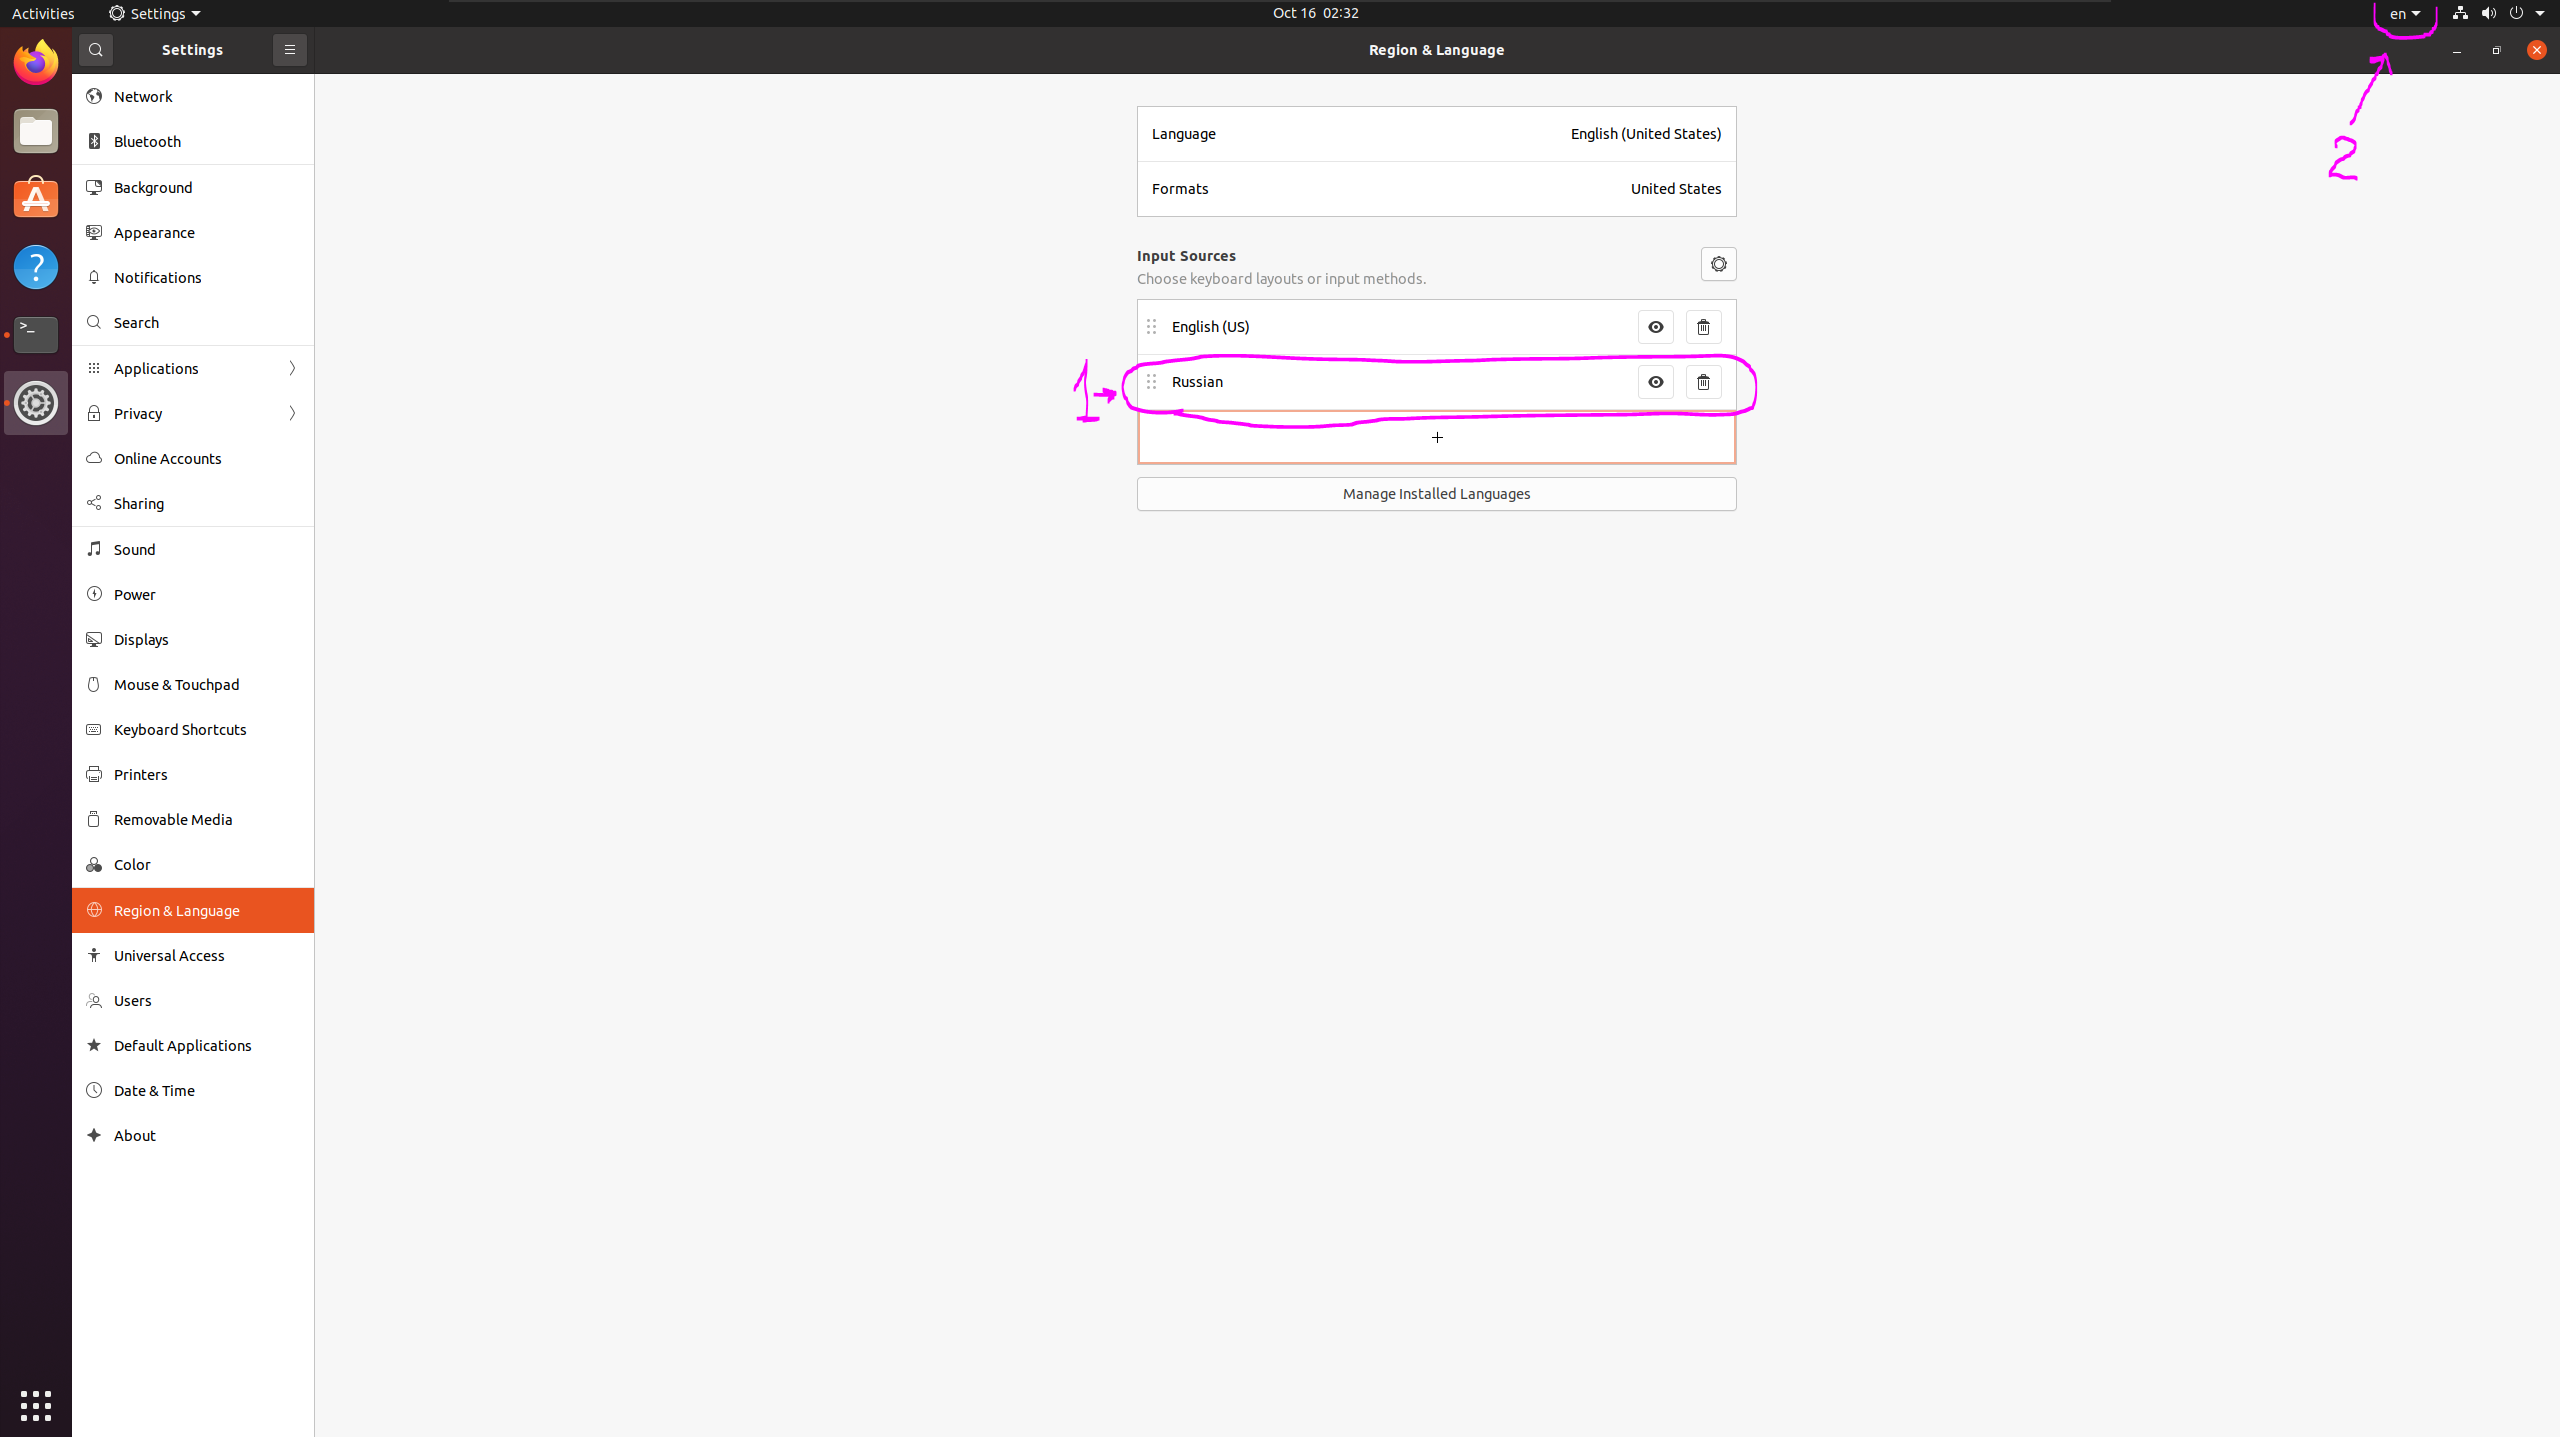 Activities
Settings
Oct 16 02:32
en
Settings
Region & Language
Network
Bluetooth
Background
Appearance
Notifications
Search
Applications
Privacy
Online Accounts
Sharing
Sound
Power
Displays
Mouse & Touchpad
Keyboard Shortcuts
Printers
Removable Media
Color
Region & Language
Universal Access
Users
Default Applications
Date & Time
About
Language English (United States)
Formats United States
Input Sources
Choose keyboard layouts or input methods.
English (US)
1 Russian
+
Manage Installed Languages
2